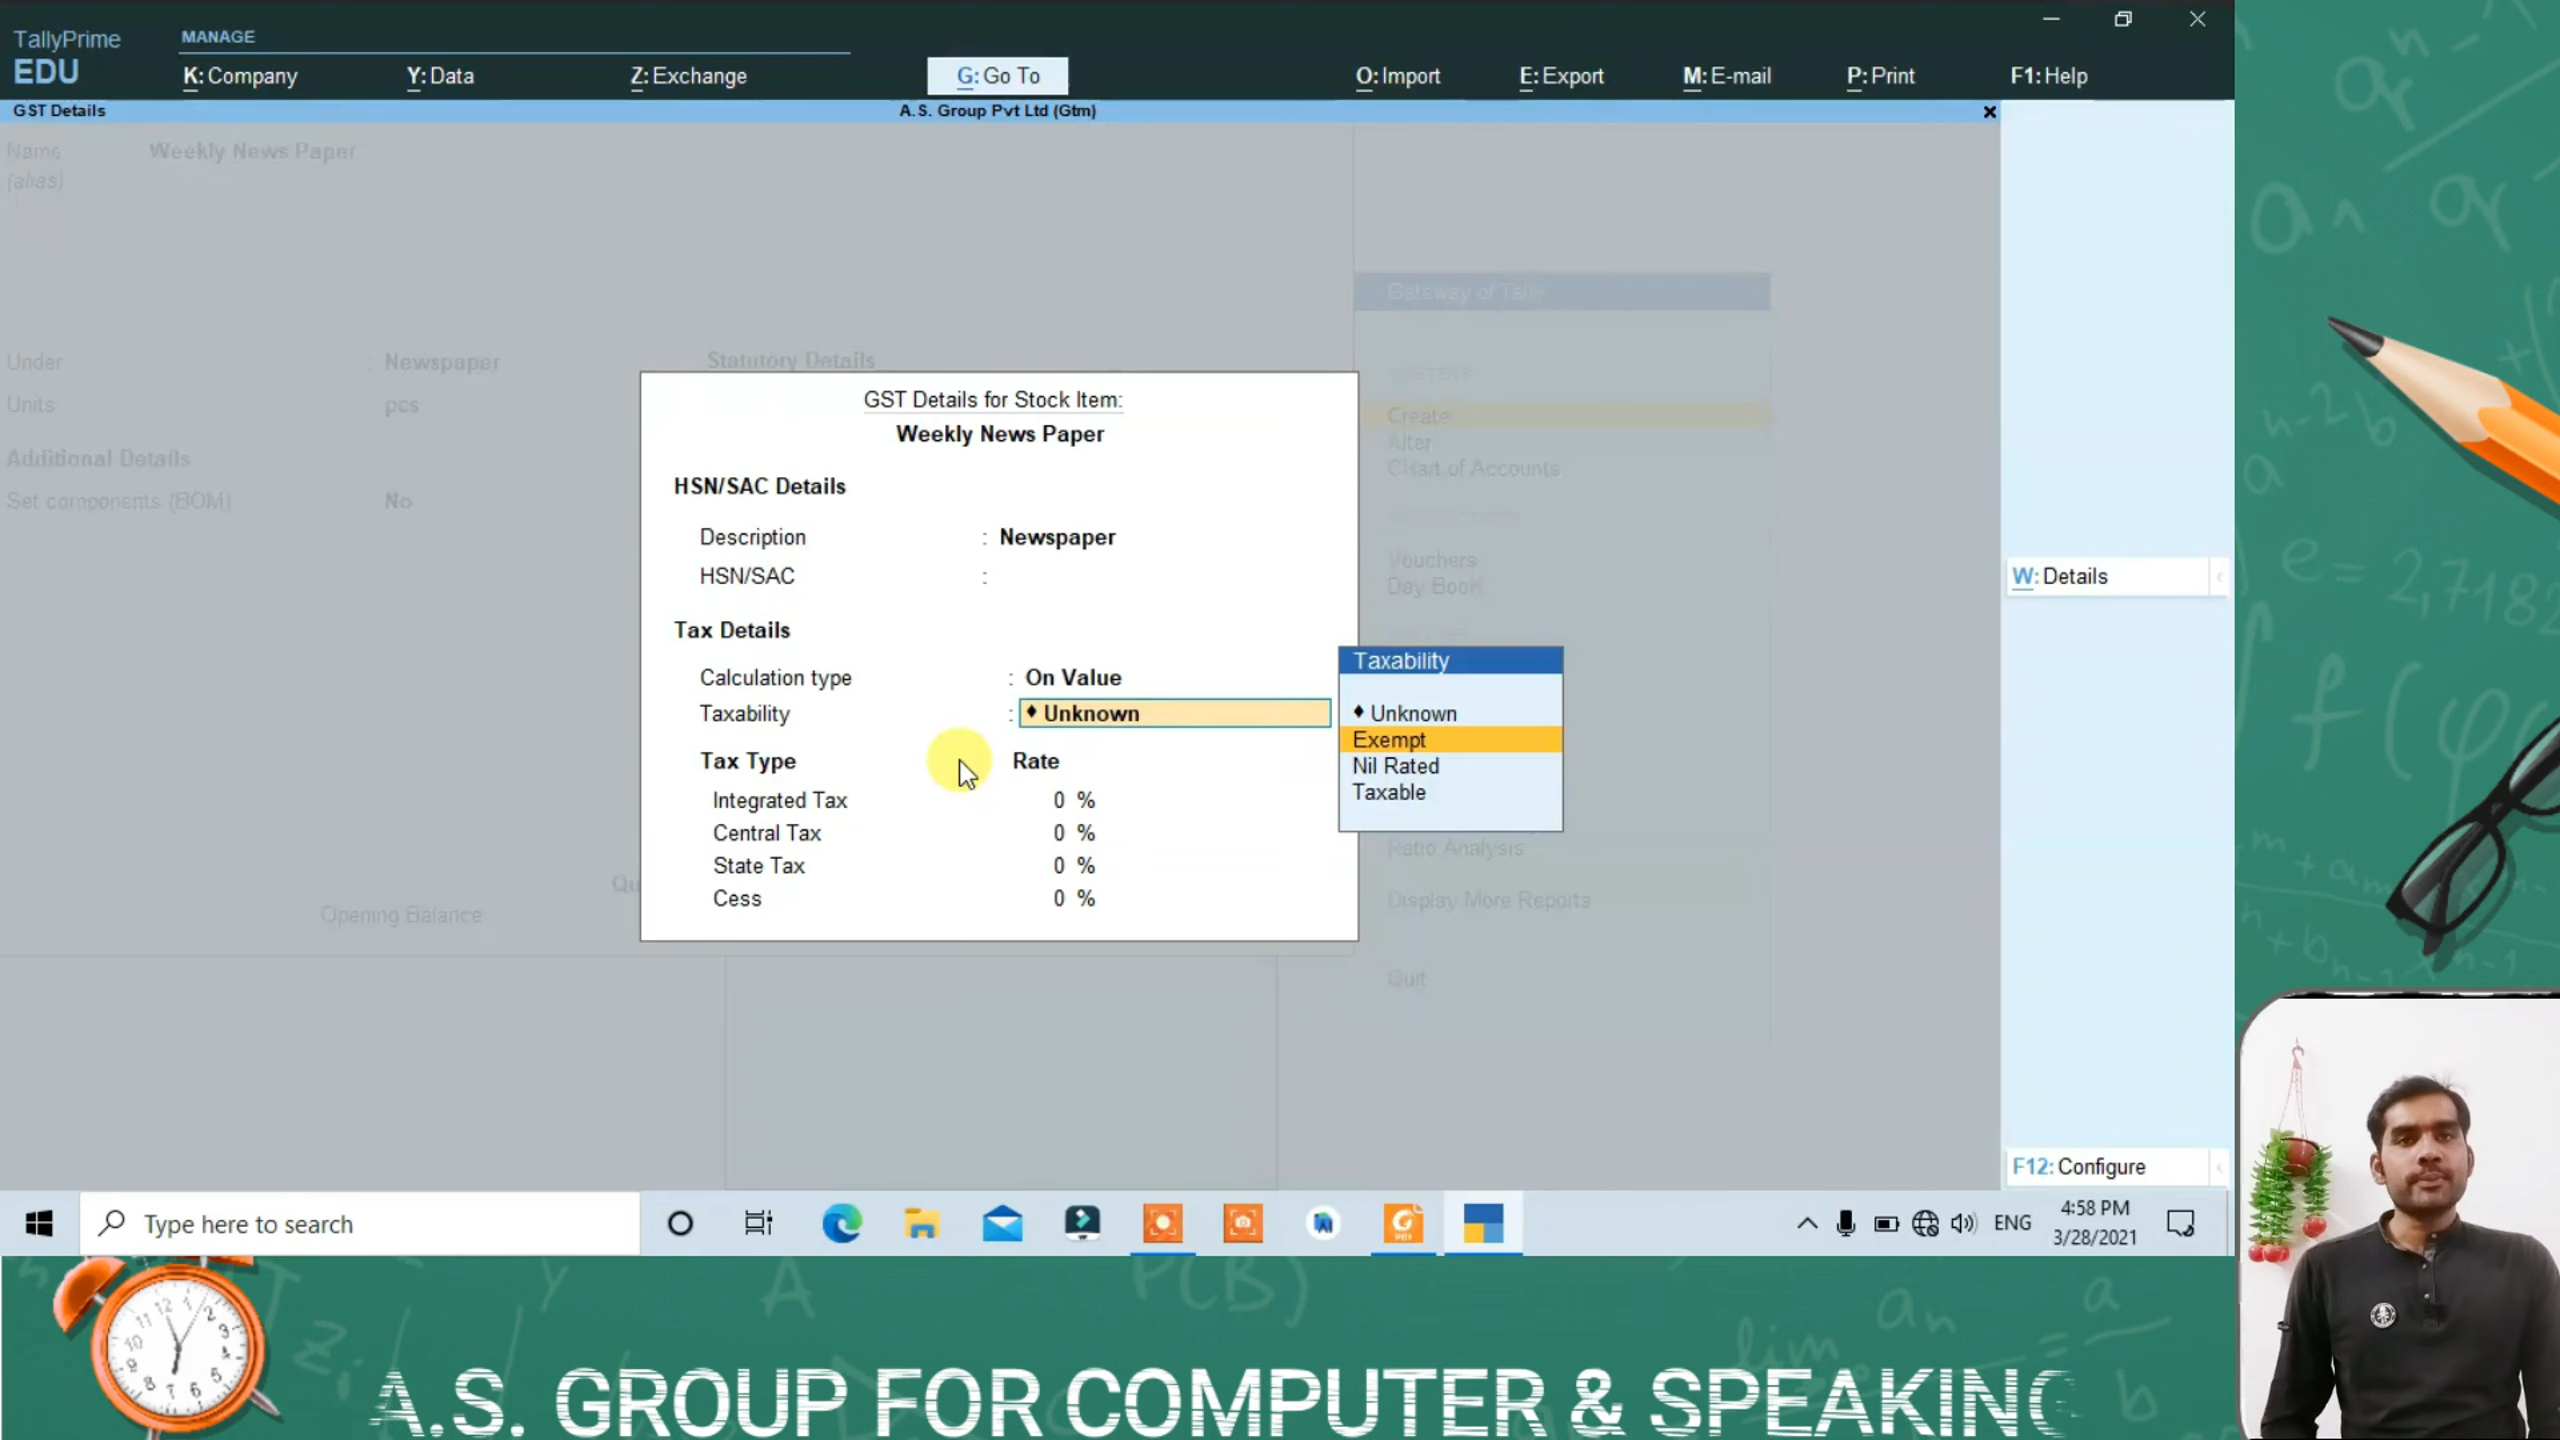 TallyPrime
EDU
MANAGE
K: Company
Y: Data
Z: Exchange
G: Go To
O: Import
E: Export
M: E-mail
P: Print
F1: Help
GST Details
A.S. Group Pvt Ltd (Gtm)
Name Weekly News Paper
(alias)
Gateway of Tally
Under : Newspaper
Units pcs
Statutory Details
Additional Details
Set components (BOM) No
Create
Alter
Chart of Accounts
Vouchers
Day Book
Ratio Analysis
Display More Reports
Quit
Opening Balance
GST Details for Stock Item:
Weekly News Paper
HSN/SAC Details
Description : Newspaper
HSN/SAC :
Tax Details
Calculation type : On Value
Taxability : ♦ Unknown
Tax Type Rate
Integrated Tax 0 %
Central Tax 0 %
State Tax 0 %
Cess 0 %
Taxability
♦ Unknown
Exempt
Nil Rated
Taxable
W: Details
F12: Configure
Type here to search
ENG
4:58 PM
3/28/2021
A.S. GROUP FOR COMPUTER & SPEAKING